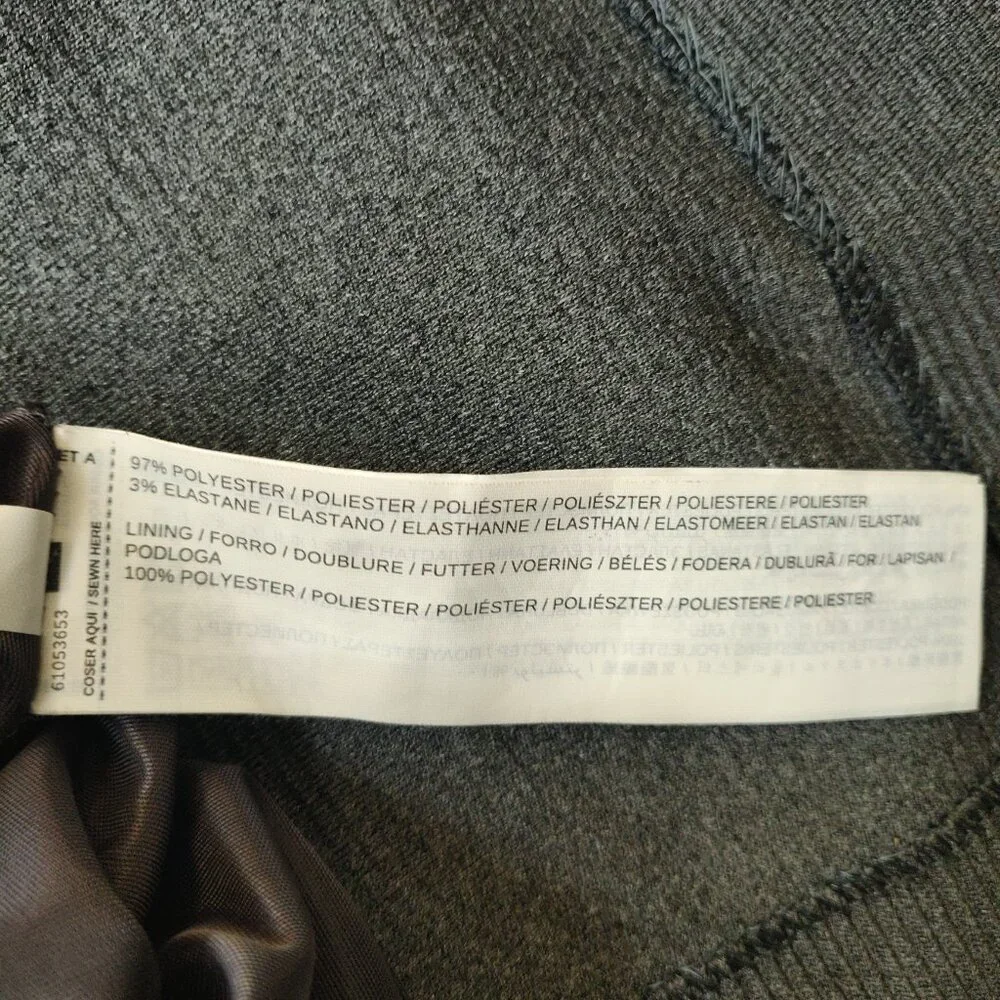 ET A
97% POLYESTER / POLIESTER / POLIÉSTER / POLIÉSZTER / POLIESTERE / POLIESTER
3% ELASTANE / ELASTANO / ELASTHANNE / ELASTHAN / ELASTOMEER / ELASTAN / ELASTAN
LINING / FORRO / DOUBLURE / FUTTER / VOERING / BÉLÉS / FODERA / DUBLURĂ / FOR / LAPISAN /
PODLOGA
100% POLYESTER / POLIESTER / POLIÉSTER / POLIÉSZTER / POLIESTERE / POLIESTER
61053653
COSER AQUI / SEWN HERE